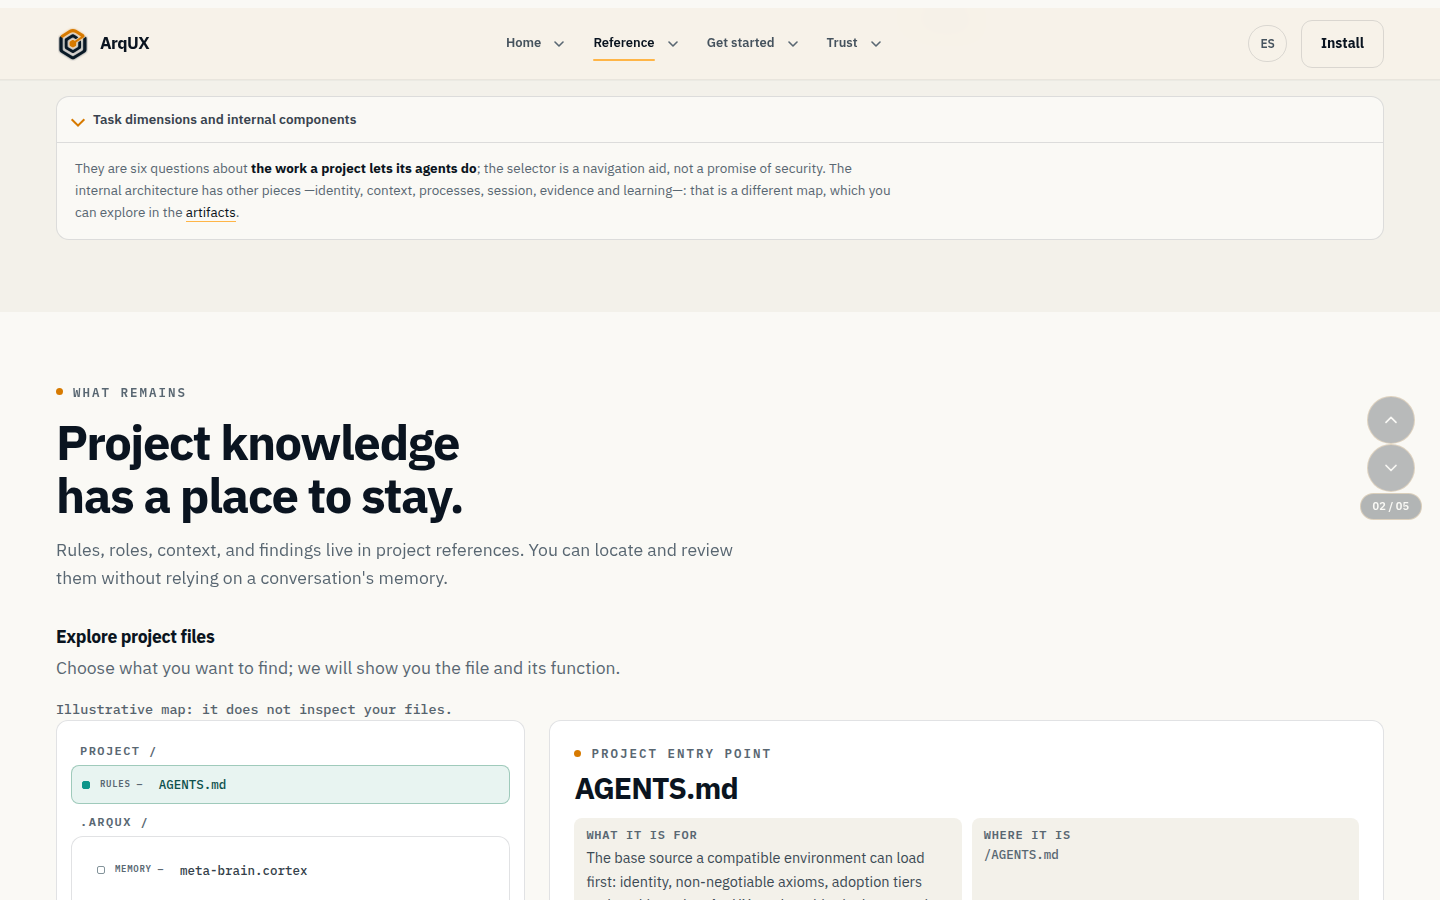 ArqUX
Home
Reference
Get started
Trust
ES
Install
Task dimensions and internal components
They are six questions about the work a project lets its agents do; the selector is a navigation aid, not a promise of security. The
internal architecture has other pieces —identity, context, processes, session, evidence and learning—: that is a different map, which you
can explore in the artifacts.
WHAT REMAINS
Project knowledge
has a place to stay.
Rules, roles, context, and findings live in project references. You can locate and review
them without relying on a conversation's memory.
02 / 05
Explore project files
Choose what you want to find; we will show you the file and its function.
Illustrative map: it does not inspect your files.
PROJECT /
RULES – AGENTS.md
.ARQUX /
MEMORY – meta-brain.cortex
PROJECT ENTRY POINT
AGENTS.md
WHAT IT IS FOR
The base source a compatible environment can load
first: identity, non-negotiable axioms, adoption tiers
WHERE IT IS
/AGENTS.md